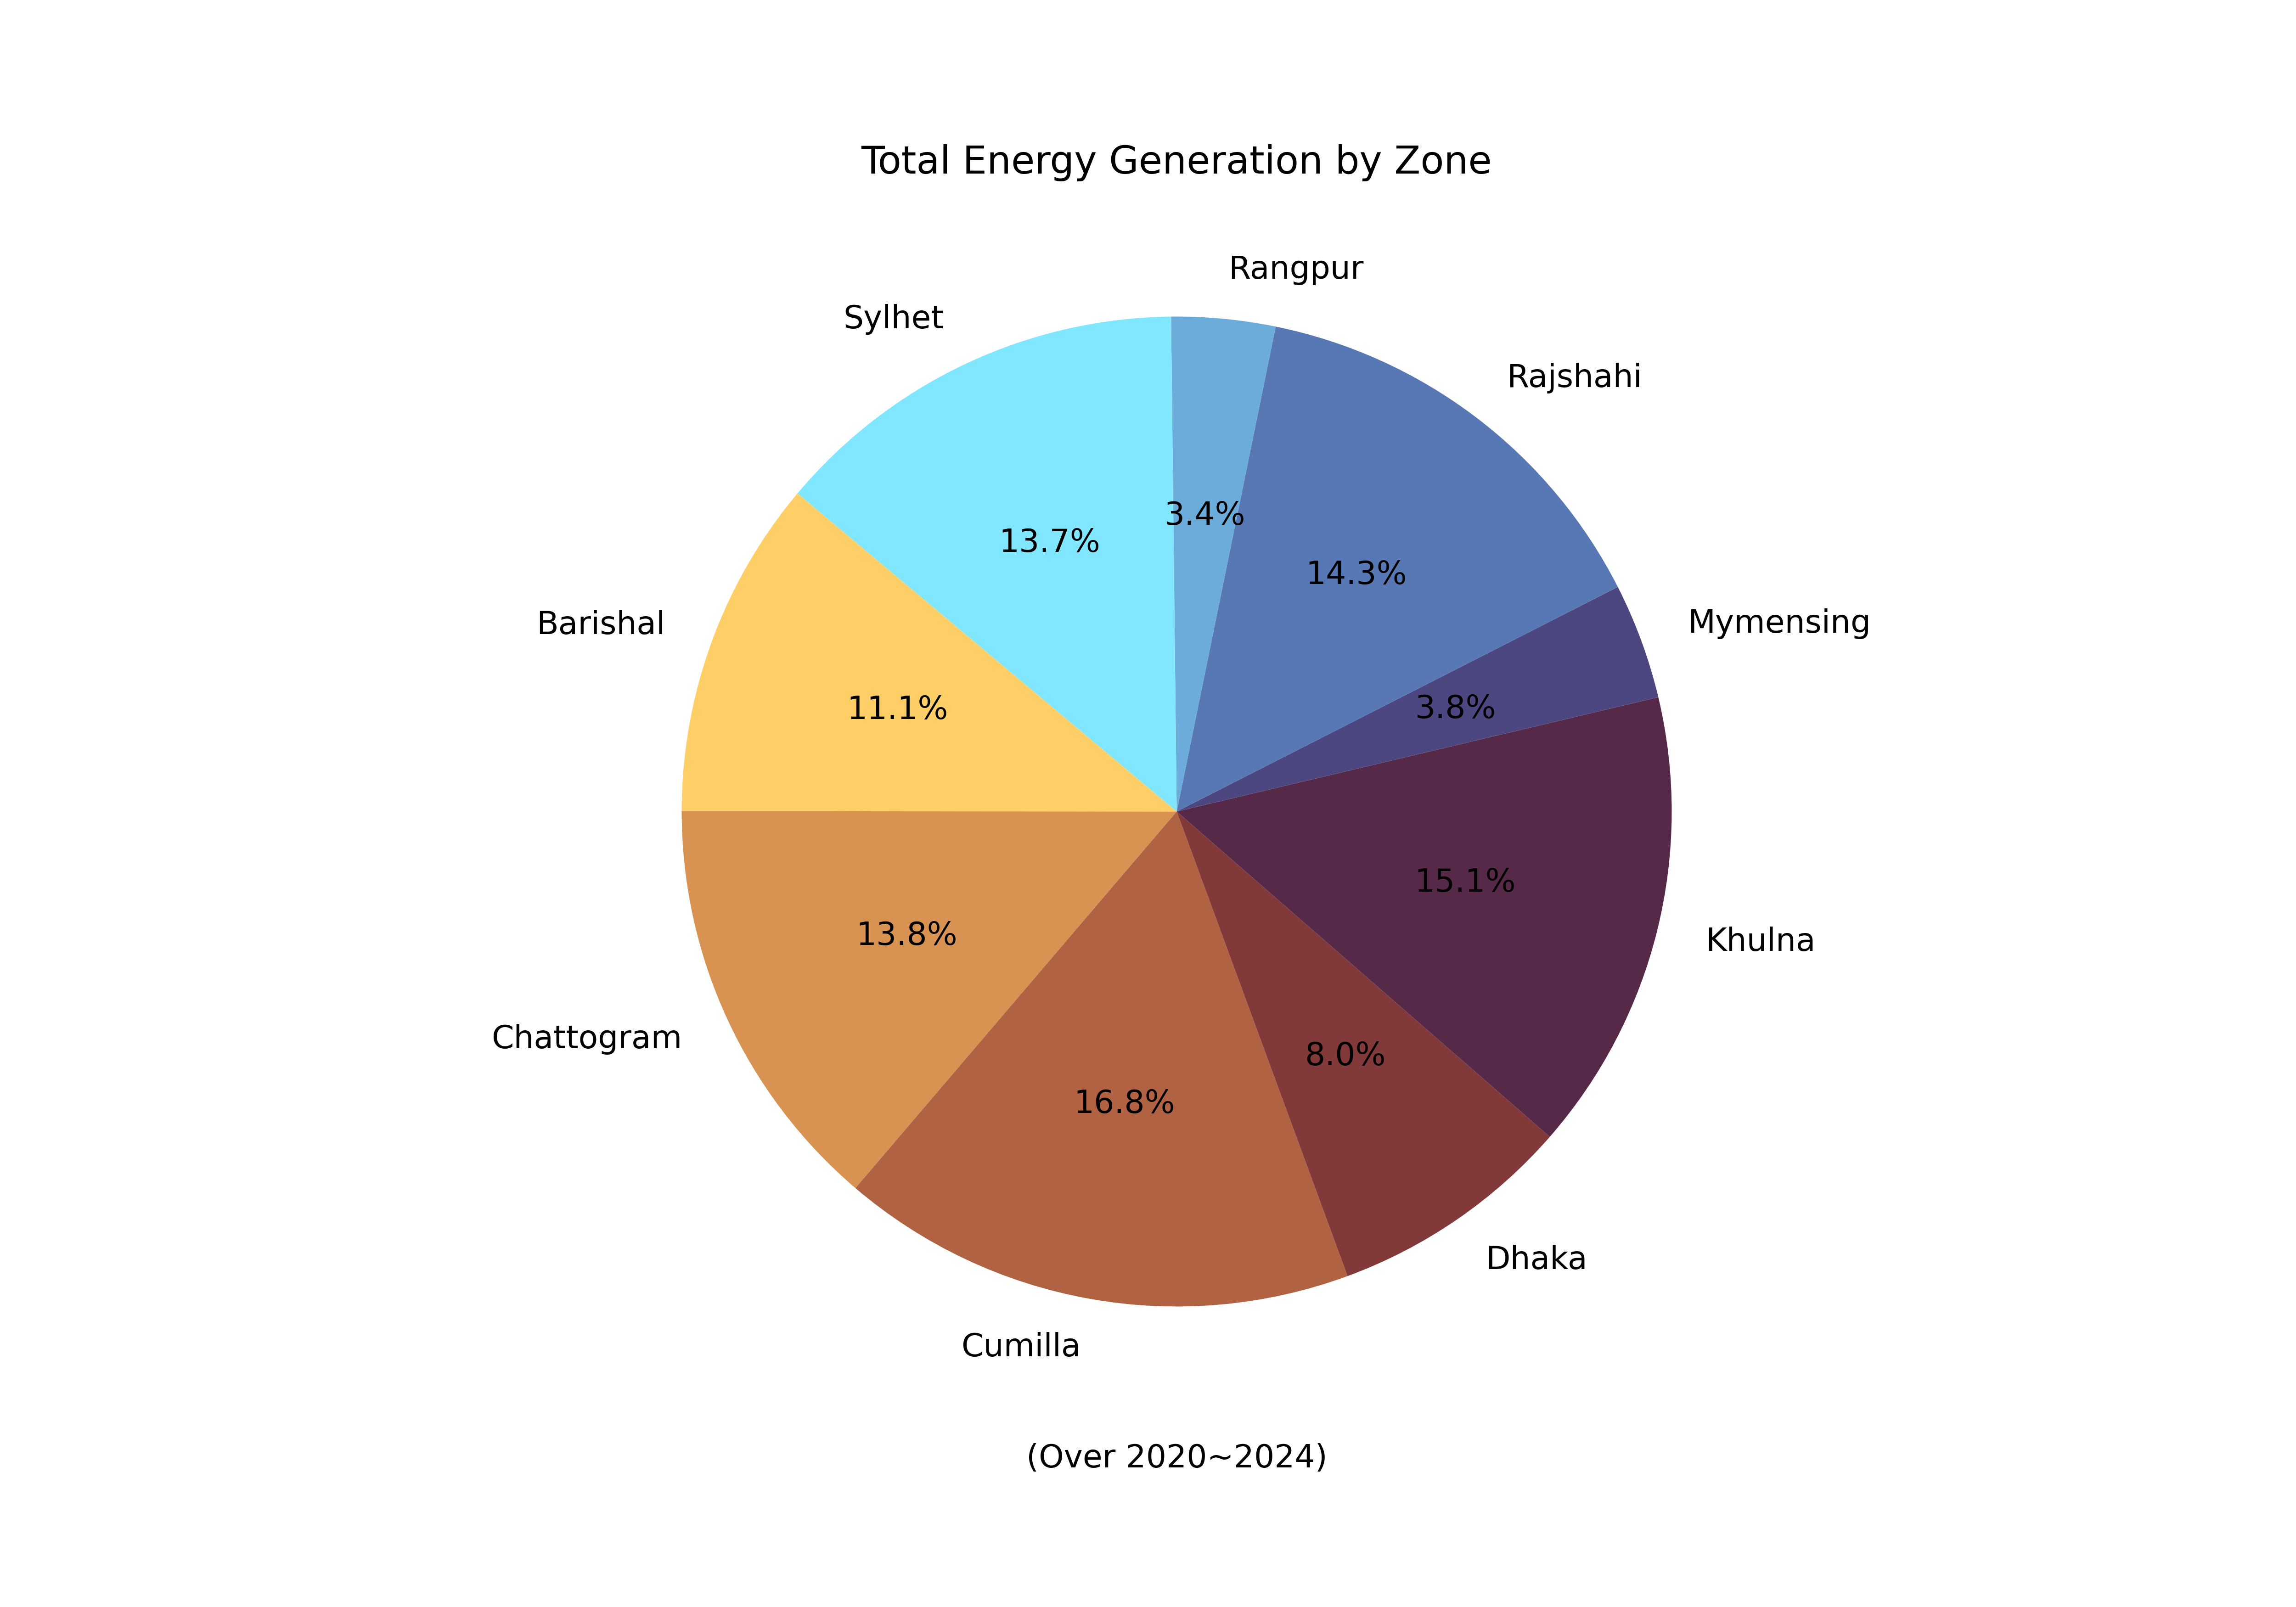 Total Energy Generation by Zone
Rangpur
Sylhet
Rajshahi
3.4%
13.7%
14.3%
Barishal
Mymensing
11.1%
3.8%
15.1%
13.8%
Khulna
Chattogram
8.0%
16.8%
Dhaka
Cumilla
(Over 2020~2024)